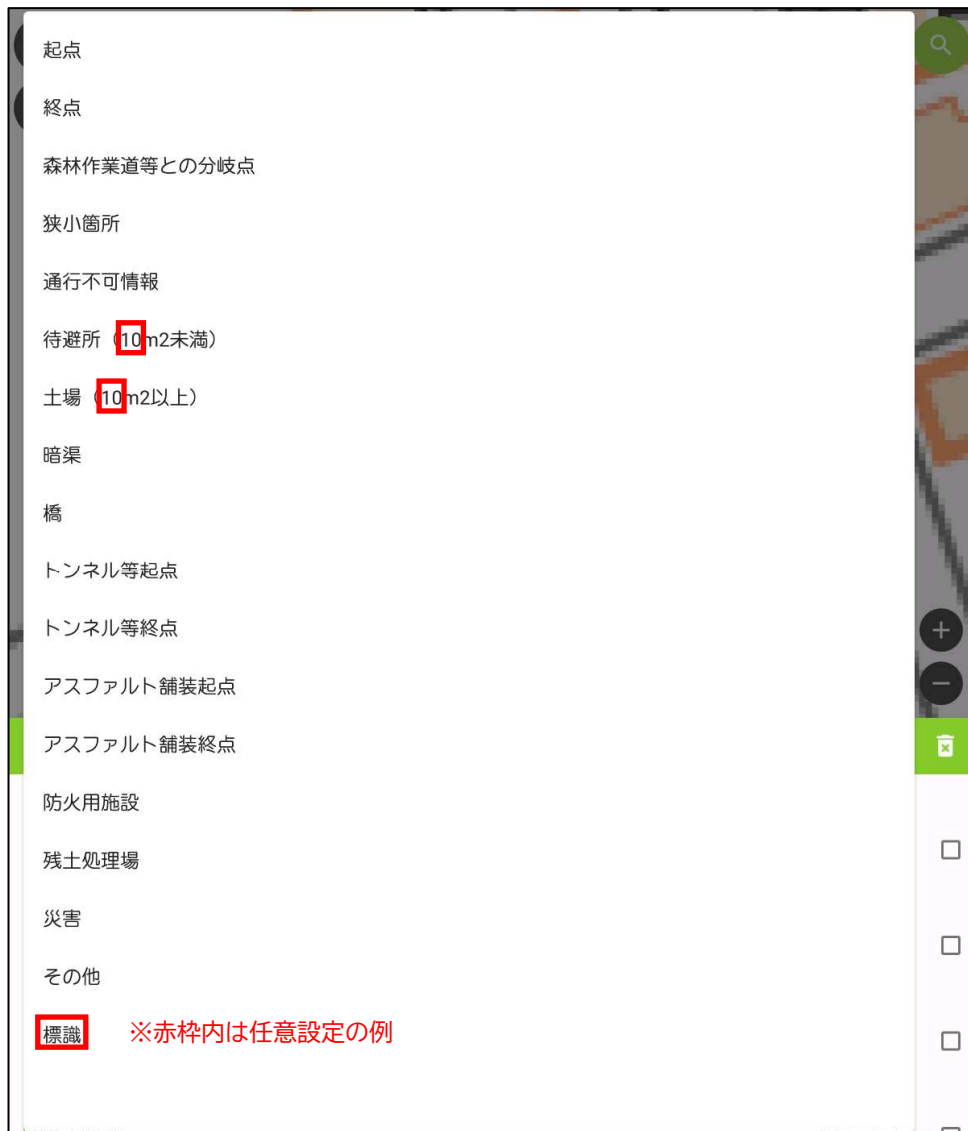 起点
終点
森林作業道等との分岐点
狭小箇所
通行不可情報
待避所（10m2未満）
土場（10m2以上）
暗渠
橋
トンネル等起点
トンネル等終点
アスファルト舗装起点
アスファルト舗装終点
防火用施設
残土処理場
災害
その他
標識 ※赤枠内は任意設定の例